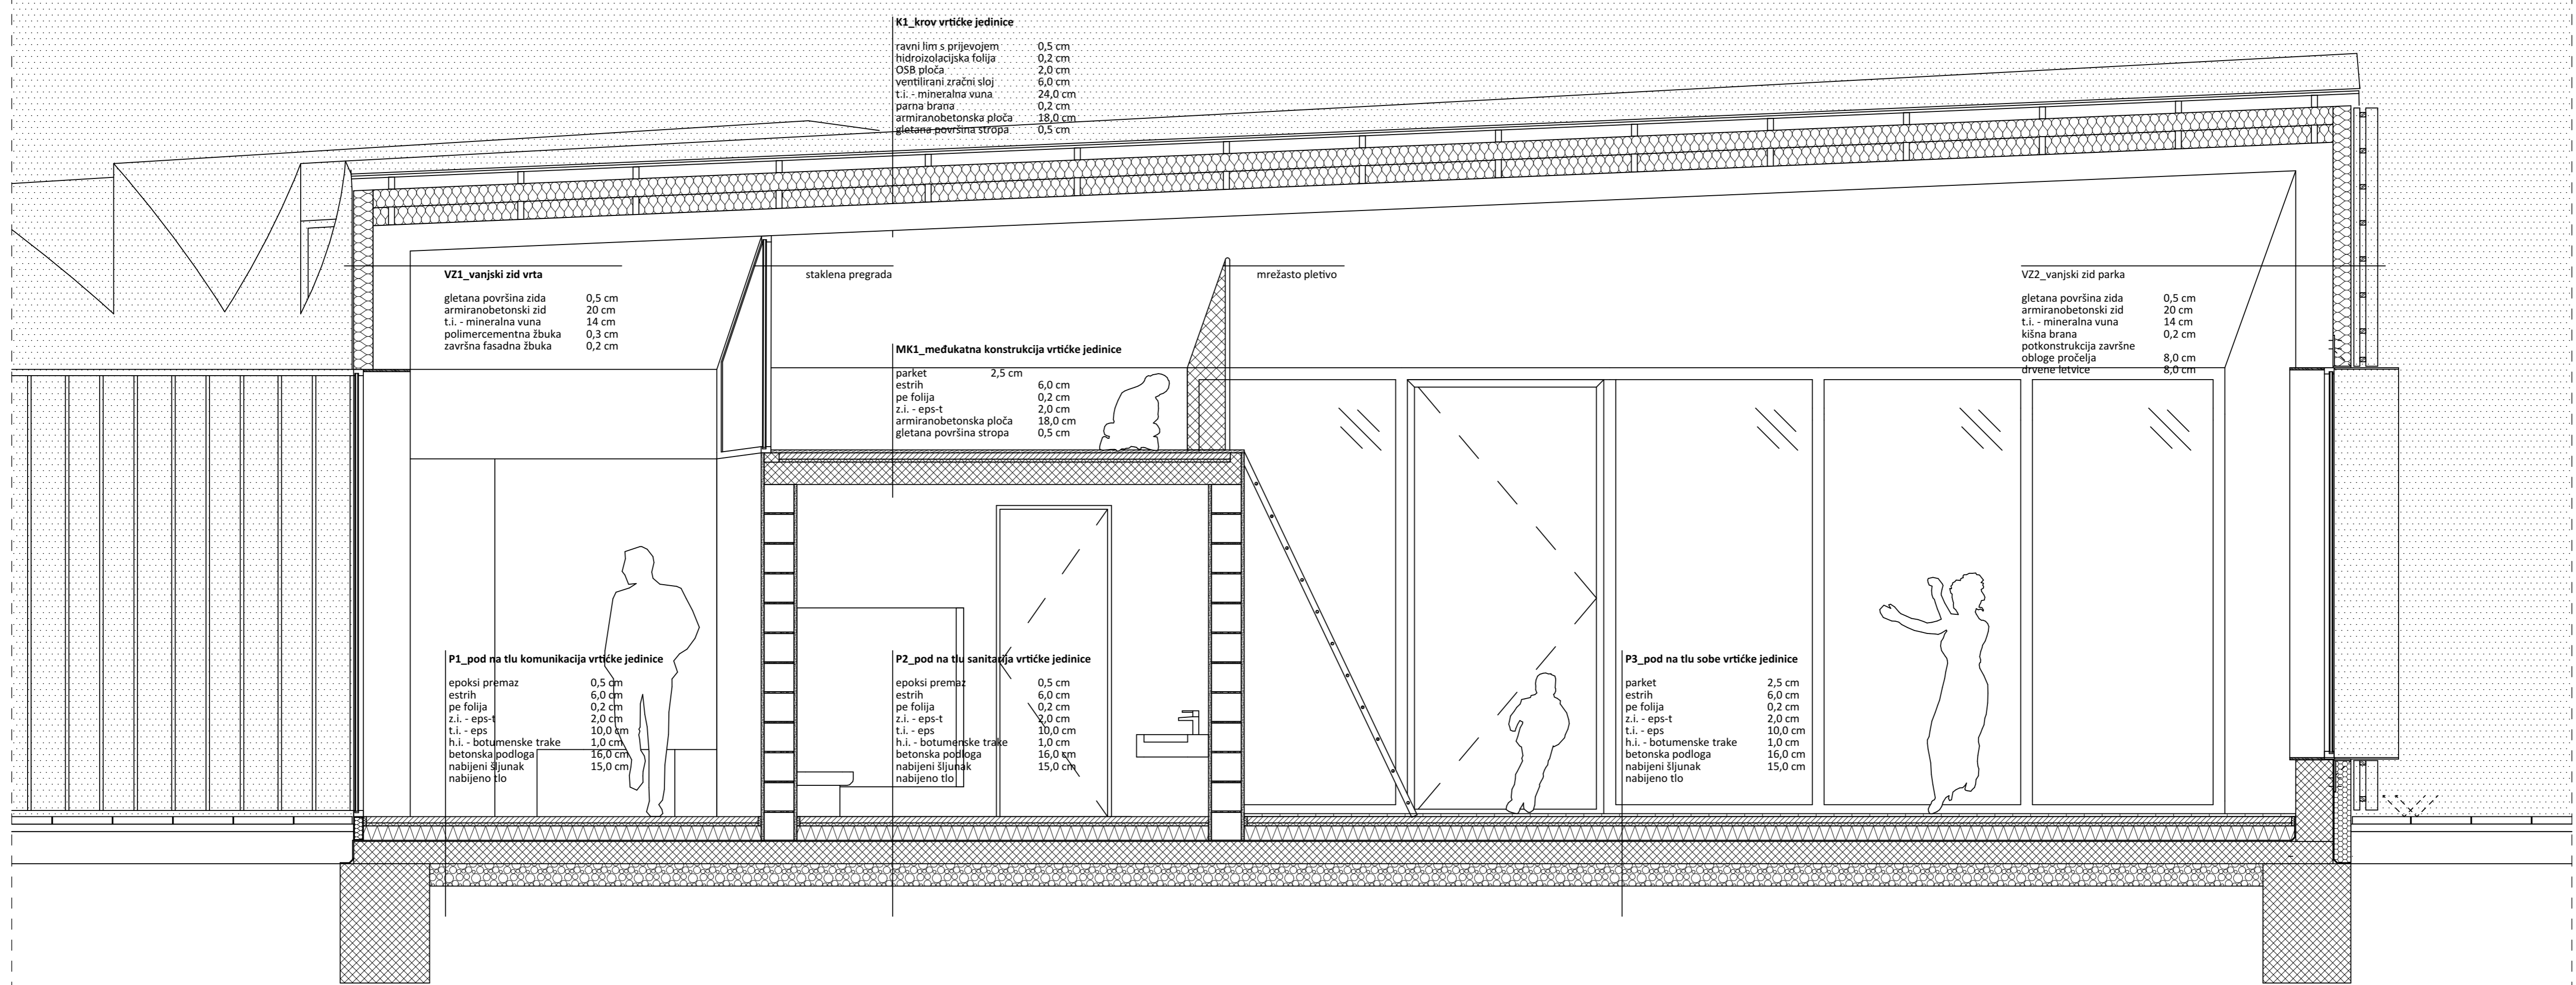 K1_krov vrtićke jedinice
ravni lim s prijevojem 0,5 cm
hidroizolacijska folija 0,2 cm
OSB ploča 2,0 cm
ventilirani zračni sloj 6,0 cm
t.i. - mineralna vuna 24,0 cm
parna brana 0,2 cm
armiranobetonska ploča 18,0 cm
gletana površina stropa 0,5 cm
VZ1_vanjski zid vrta
gletana površina zida 0,5 cm
armiranobetonski zid 20 cm
t.i. - mineralna vuna 14 cm
polimercementna žbuka 0,3 cm
završna fasadna žbuka 0,2 cm
staklena pregrada
mrežasto pletivo
VZ2_vanjski zid parka
gletana površina zida 0,5 cm
armiranobetonski zid 20 cm
t.i. - mineralna vuna 14 cm
kišna brana 0,2 cm
potkonstrukcija završne
obloge pročelja 8,0 cm
drvene letvice 8,0 cm
MK1_međukatna konstrukcija vrtićke jedinice
parket 2,5 cm
estrih 6,0 cm
pe folija 0,2 cm
z.i. - eps-t 2,0 cm
armiranobetonska ploča 18,0 cm
gletana površina stropa 0,5 cm
P1_pod na tlu komunikacija vrtićke jedinice
epoksi premaz 0,5 cm
estrih 6,0 cm
pe folija 0,2 cm
z.i. - eps-t 2,0 cm
t.i. - eps 10,0 cm
h.i. - botumenske trake 1,0 cm
betonska podloga 16,0 cm
nabijeni šljunak 15,0 cm
nabijeno tlo
P2_pod na tlu sanitarija vrtićke jedinice
epoksi premaz 0,5 cm
estrih 6,0 cm
pe folija 0,2 cm
z.i. - eps-t 2,0 cm
t.i. - eps 10,0 cm
h.i. - botumenske trake 1,0 cm
betonska podloga 16,0 cm
nabijeni šljunak 15,0 cm
nabijeno tlo
P3_pod na tlu sobe vrtićke jedinice
parket 2,5 cm
estrih 6,0 cm
pe folija 0,2 cm
z.i. - eps-t 2,0 cm
t.i. - eps 10,0 cm
h.i. - botumenske trake 1,0 cm
betonska podloga 16,0 cm
nabijeni šljunak 15,0 cm
nabijeno tlo